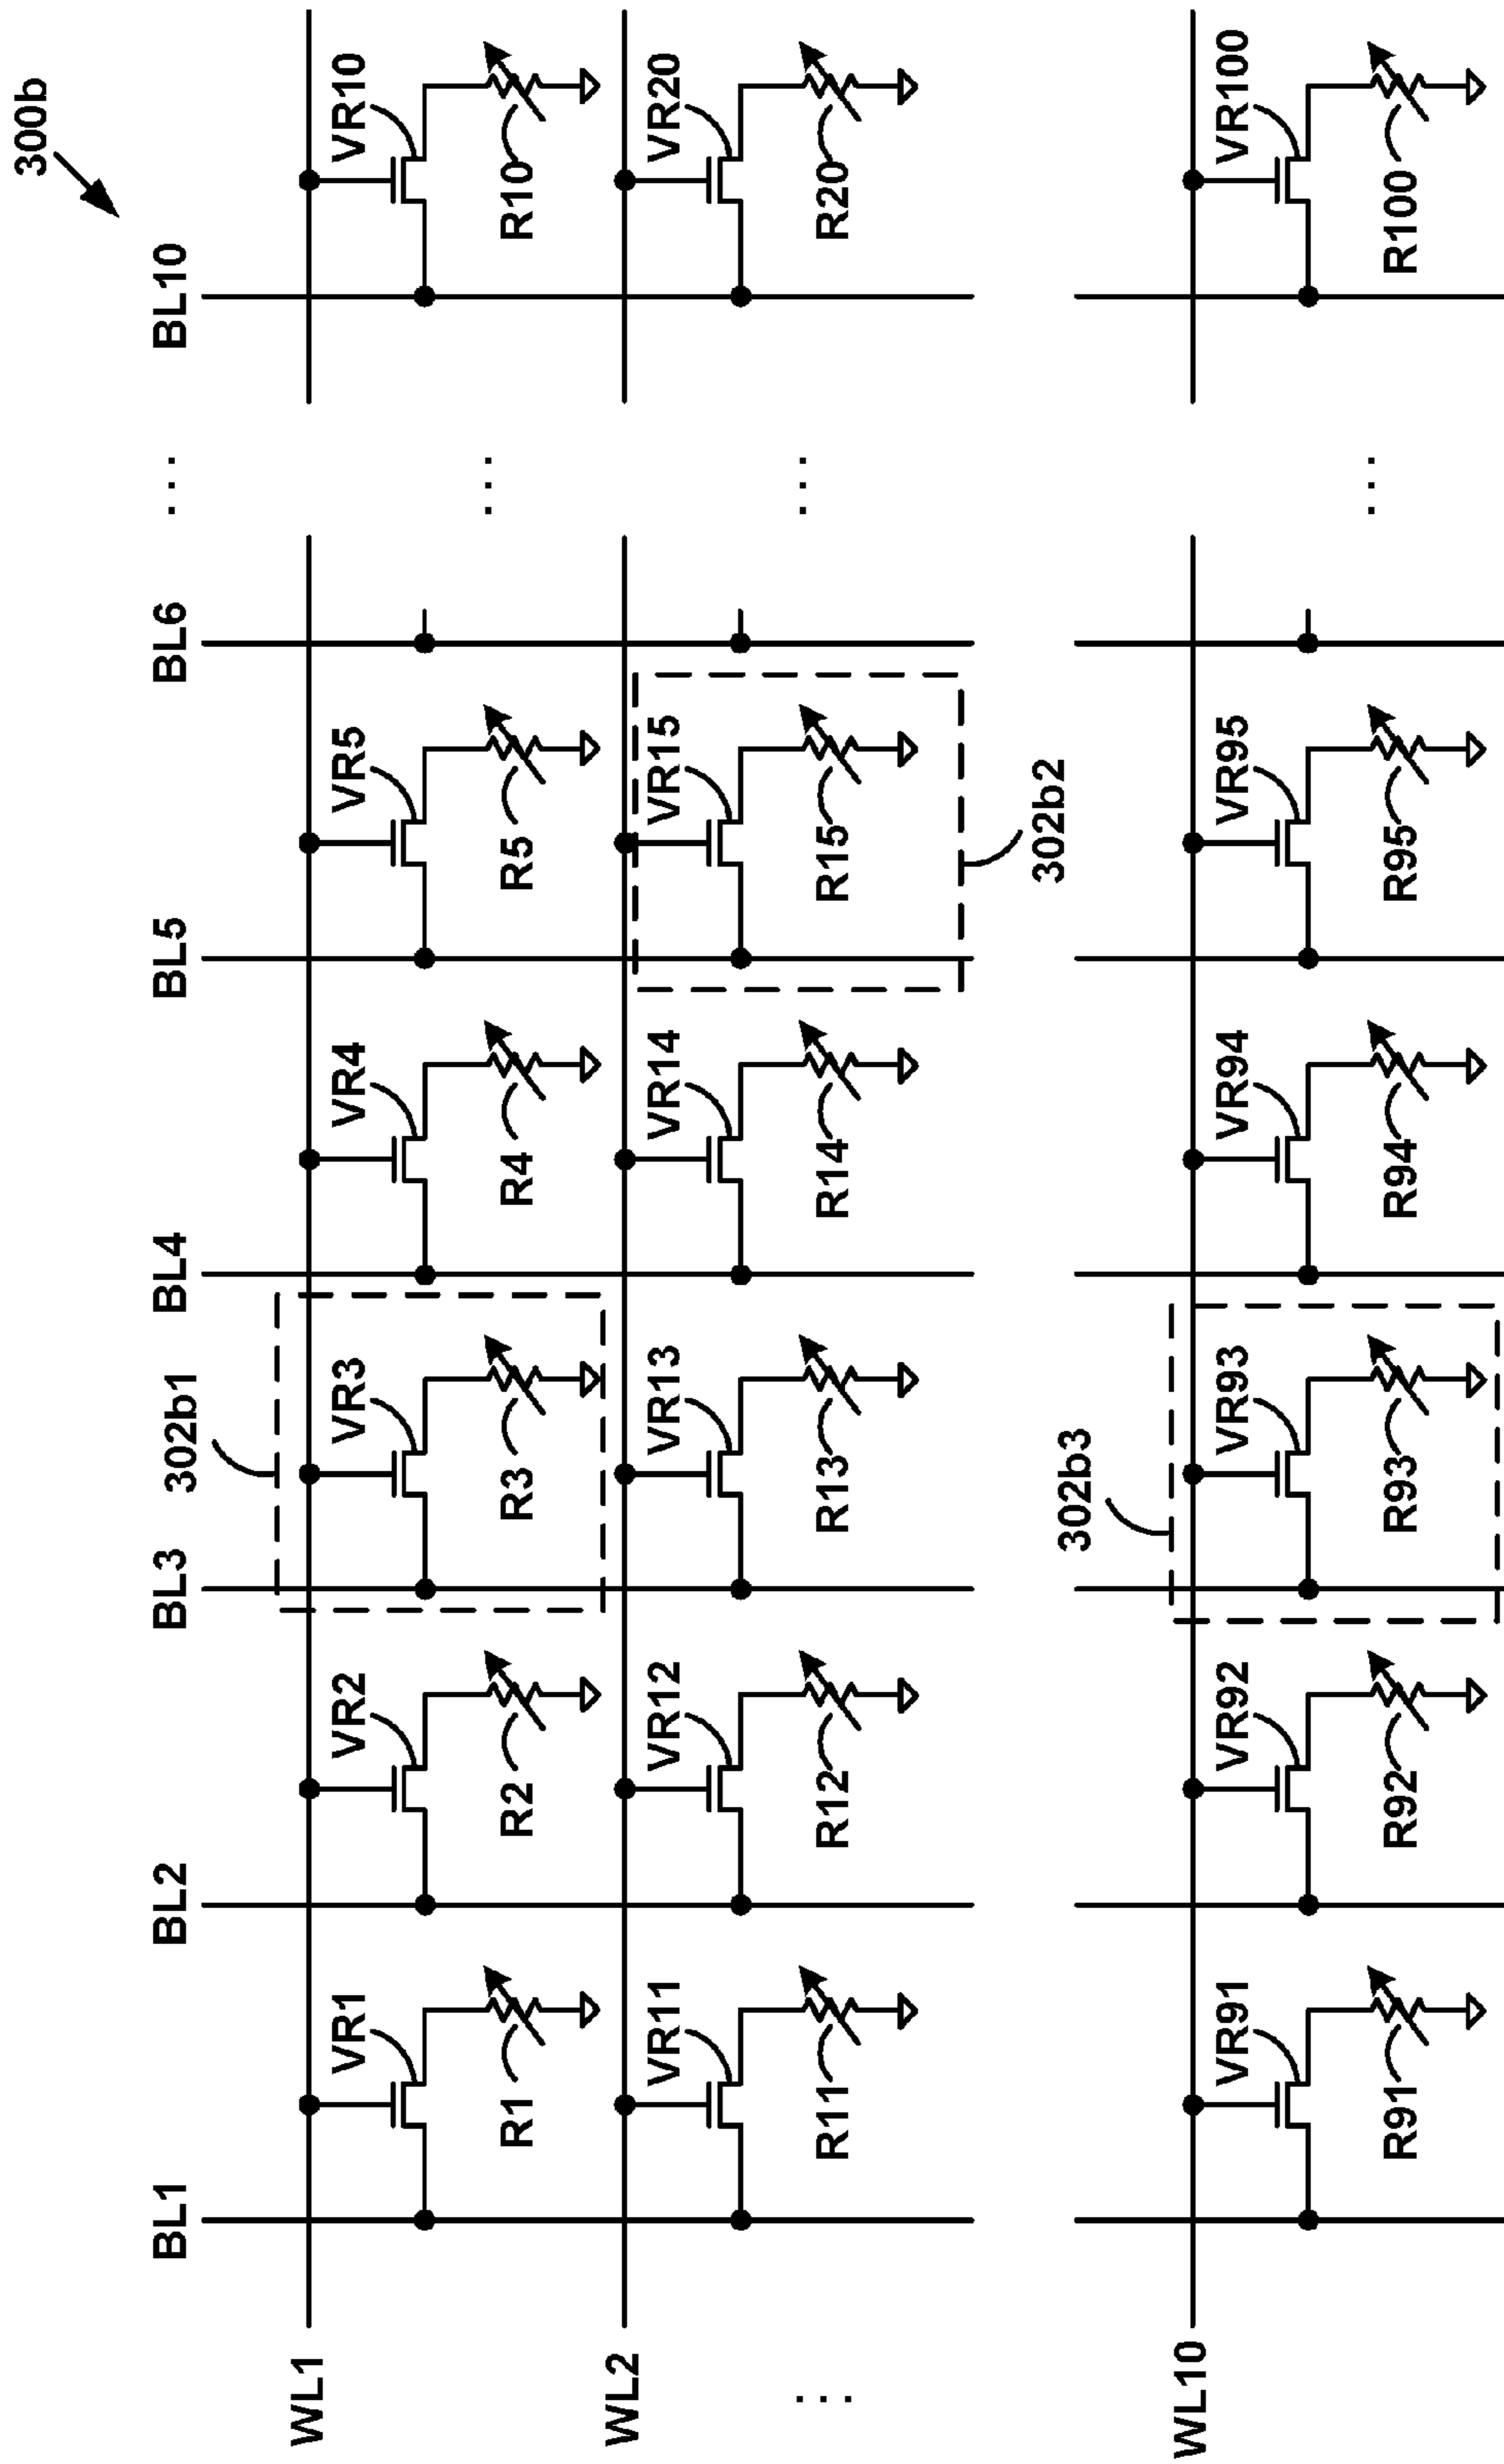 300b
BL1 BL2 BL3 BL4 BL5 BL6 ... BL10
302b1
WL1
VR1 VR2 VR3 VR4 VR5 VR10
R1 R2 R3 R4 R5 ... R10
WL2
VR11 VR12 VR13 VR14 VR15 VR20
R11 R12 R13 R14 R15 ... R20
...
302b2
302b3
WL10
VR91 VR92 VR93 VR94 VR95 VR100
R91 R92 R93 R94 R95 ... R100